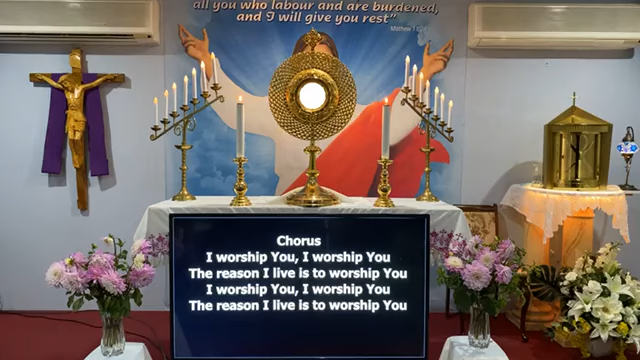 all you who labour and are burdened,
and I will give you rest"
Chorus
I worship You, I worship You
The reason I live is to worship You
I worship You, I worship You
The reason I live is to worship You